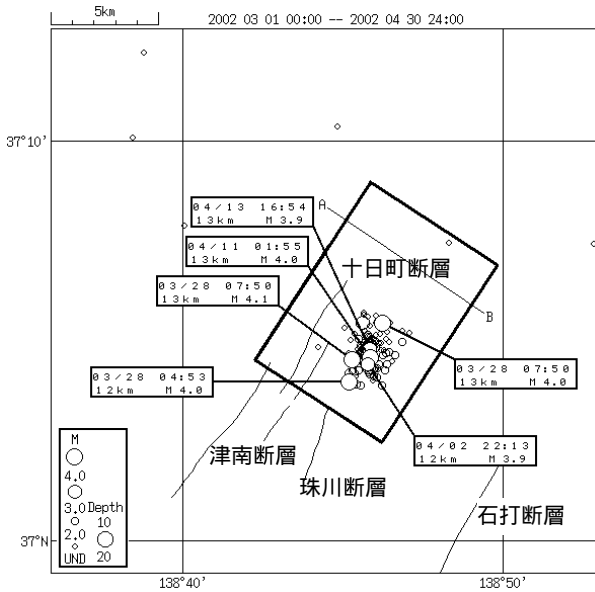 5km
2002 03 01 00:00 -- 2002 04 30 24:00
37°10'
04/13 16:54
13km M 3.9
A
04/11 01:55
13km M 4.0
十日町断層
03/28 07:50
13km M 4.1
B
03/28 04:53
12km M 4.0
03/28 07:50
13km M 4.0
04/02 22:13
12km M 3.9
津南断層
珠川断層
石打断層
M
4.0
3.0
2.0
UND
Depth
10
20
37°N
138°40'
138°50'